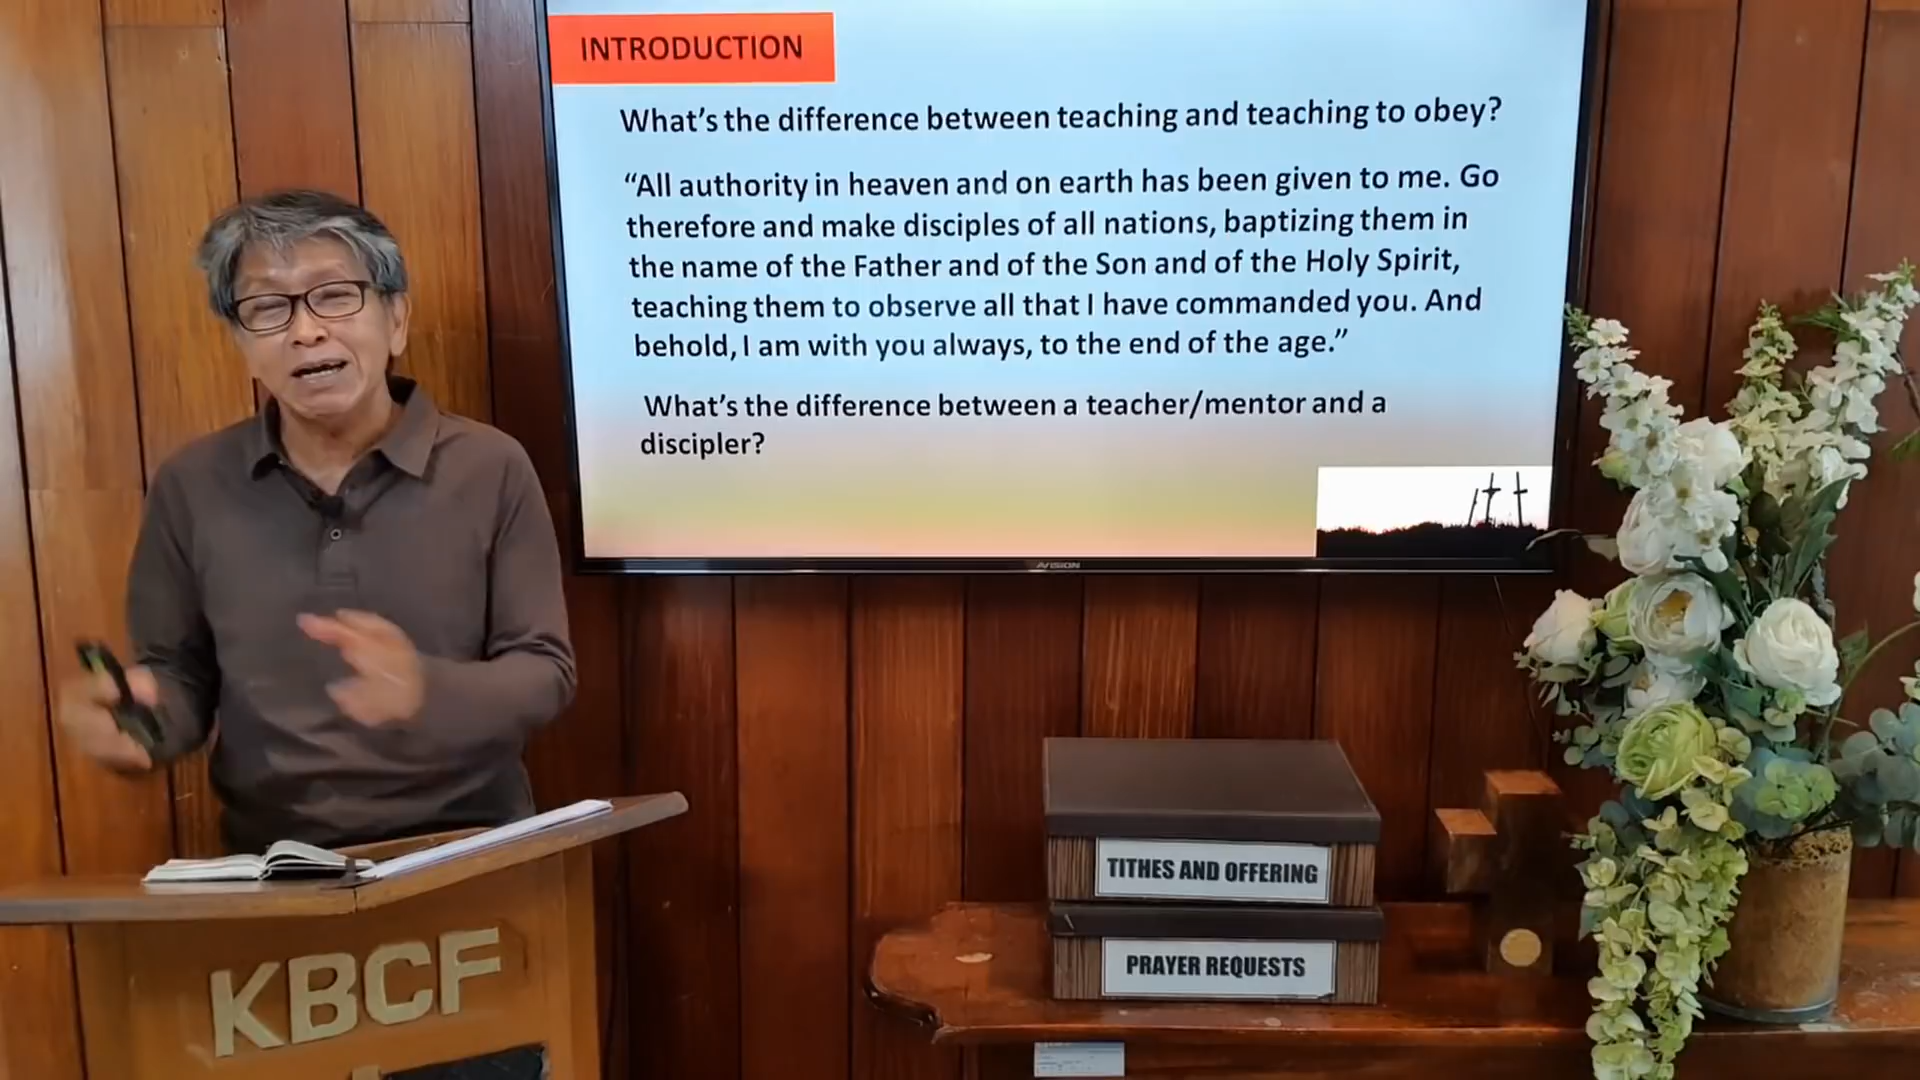 INTRODUCTION
What's the difference between teaching and teaching to obey?
“All authority in heaven and on earth has been given to me. Go
therefore and make disciples of all nations, baptizing them in
the name of the Father and of the Son and of the Holy Spirit,
teaching them to observe all that I have commanded you. And
behold, I am with you always, to the end of the age.”
What's the difference between a teacher/mentor and a
discipler?
AVISION
TITHES AND OFFERING
PRAYER REQUESTS
KBCF